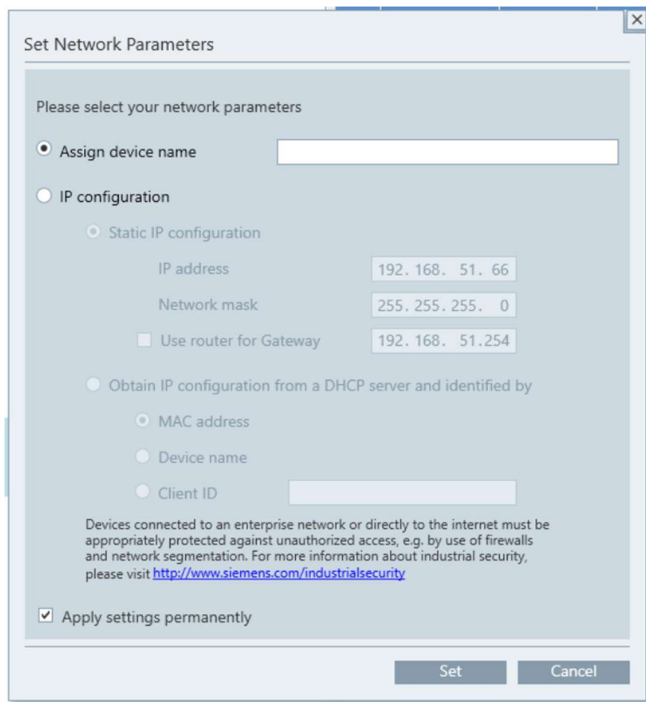 Set Network Parameters
Please select your network parameters
Assign device name
IP configuration
Static IP configuration
IP address 192. 168. 51. 66
Network mask 255. 255. 255. 0
Use router for Gateway 192. 168. 51.254
Obtain IP configuration from a DHCP server and identified by
MAC address
Device name
Client ID
Devices connected to an enterprise network or directly to the internet must be
appropriately protected against unauthorized access, e.g. by use of firewalls
and network segmentation. For more information about industrial security,
please visit http://www.siemens.com/industrialsecurity
Apply settings permanently
Set Cancel